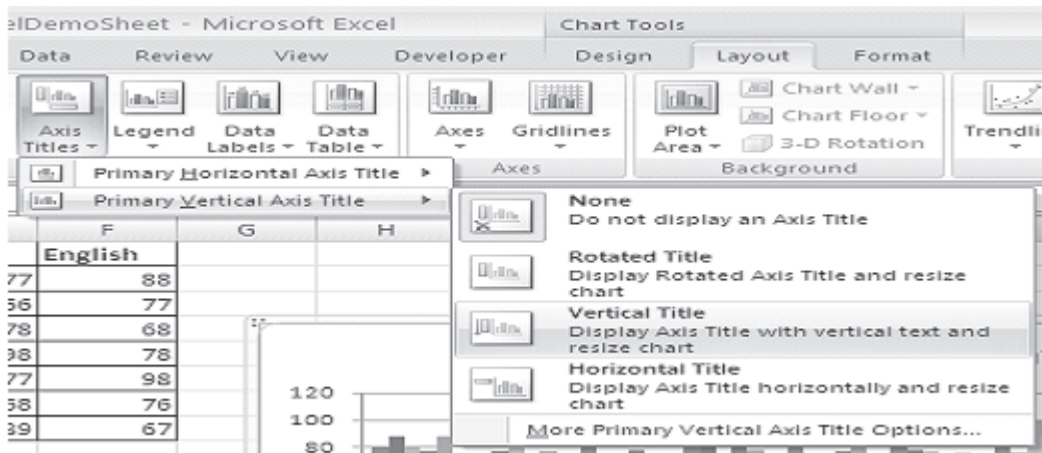 elDemoSheet - Microsoft Excel Chart Tools
Data Review View Developer Design Layout Format
Axis Titles Legend Data Labels Data Table Axes Gridlines Plot Area Chart Wall Chart Floor 3-D Rotation Trendli
Axes Background
Primary Horizontal Axis Title
Primary Vertical Axis Title
None
Do not display an Axis Title
Rotated Title
Display Rotated Axis Title and resize
chart
Vertical Title
Display Axis Title with vertical text and
resize chart
Horizontal Title
Display Axis Title horizontally and resize
chart
More Primary Vertical Axis Title Options...
F G H
English
77 88
56 77
78 68
98 78
77 98
58 76
39 67
120
100
80